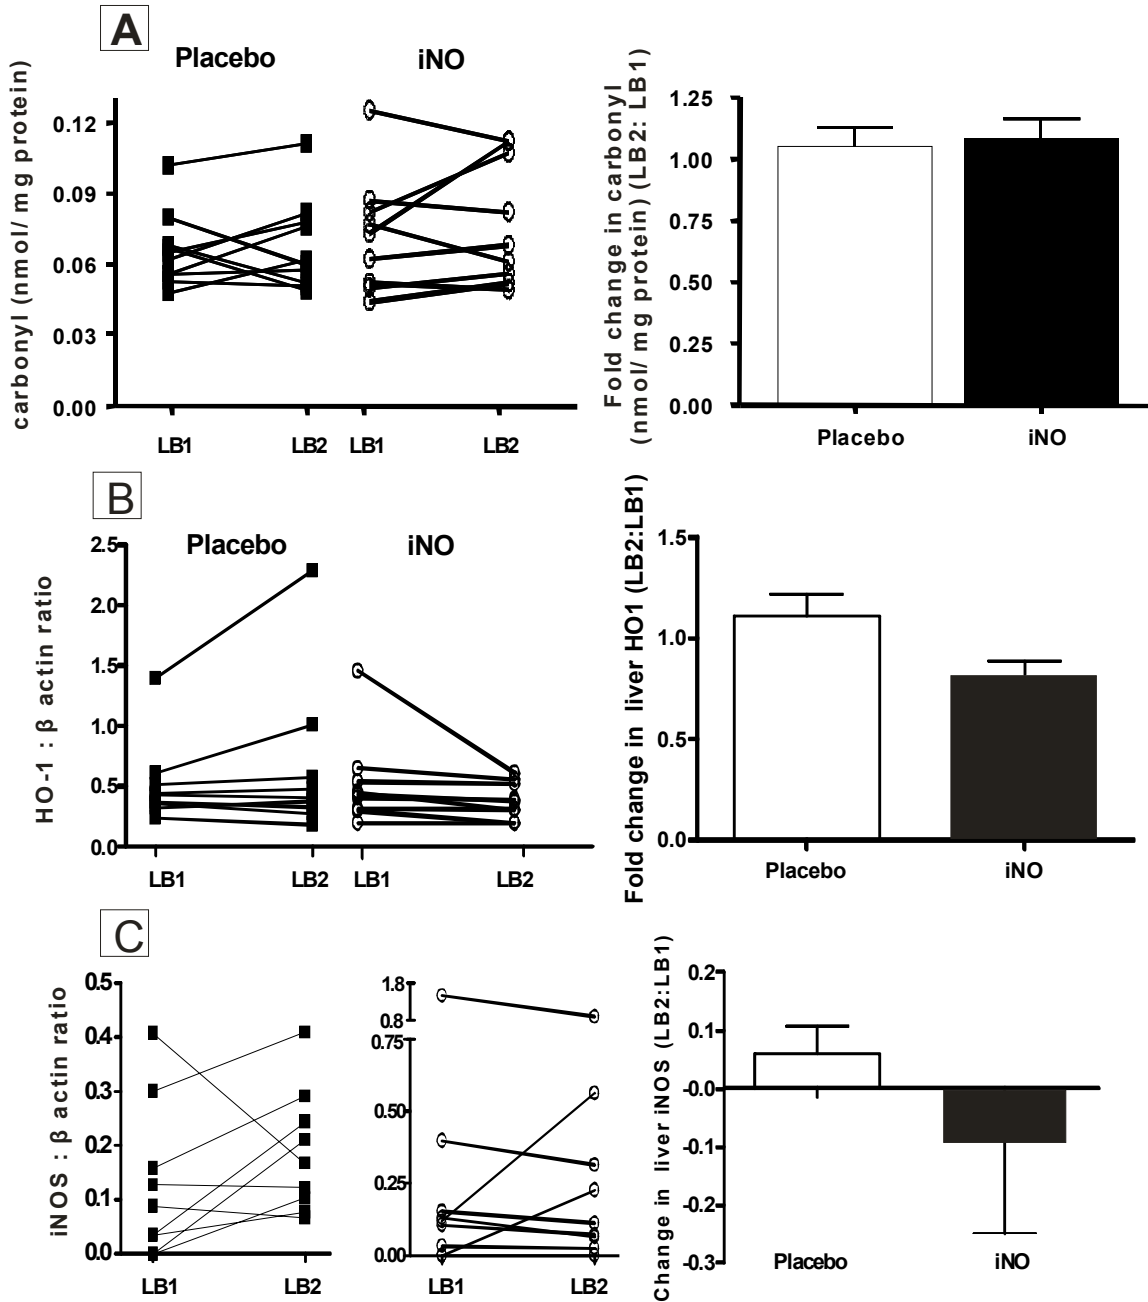 A
Placebo
iNO
carbonyl (nmol/ mg protein)
0.12
0.09
0.06
0.03
0.00
LB1
LB2
LB1
LB2
Fold change in carbonyl
(nmol/ mg protein) (LB2: LB1)
1.25
1.00
0.75
0.50
0.25
0.00
Placebo
iNO
B
Placebo
iNO
HO-1 : β actin ratio
2.5
2.0
1.5
1.0
0.5
0.0
LB1
LB2
LB1
LB2
Fold change in liver HO1 (LB2:LB1)
1.5
1.0
0.5
0.0
Placebo
iNO
C
iNOS : β actin ratio
0.5
0.4
0.3
0.2
0.1
0.0
LB1
LB2
1.8
0.8
0.75
0.50
0.25
0.00
LB1
LB2
Change in liver iNOS (LB2:LB1)
0.2
0.1
-0.0
-0.1
-0.2
-0.3
Placebo
iNO